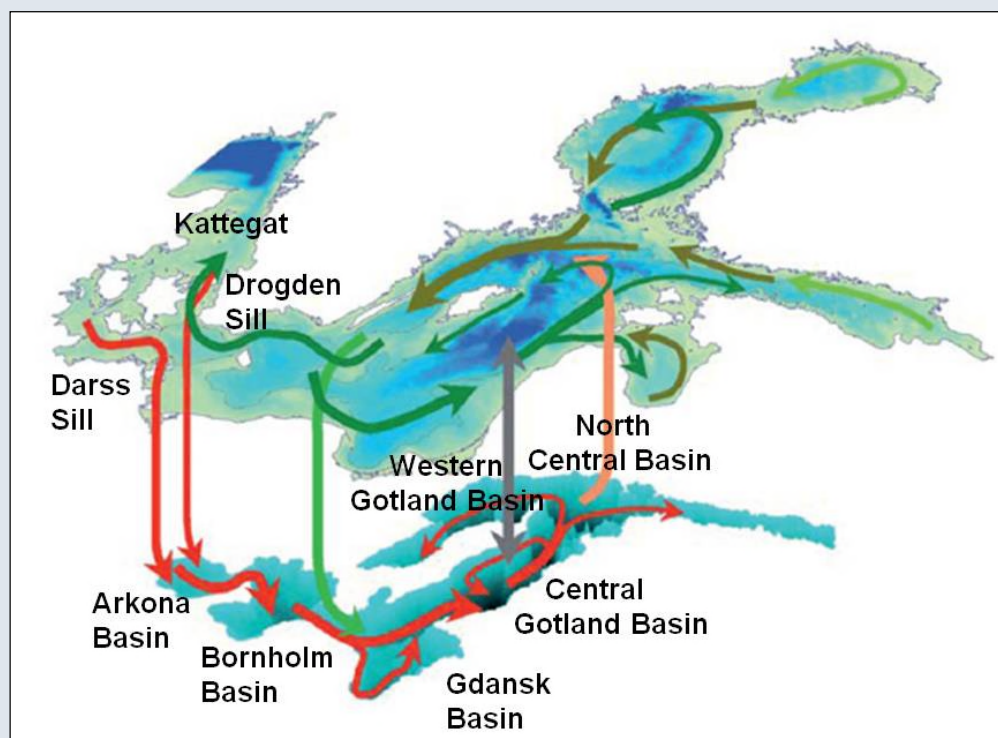 Kattegat
Drogden
Sill
Darss
Sill
North
Central Basin
Western
Gotland Basin
Central
Gotland Basin
Arkona
Basin
Bornholm
Basin
Gdansk
Basin